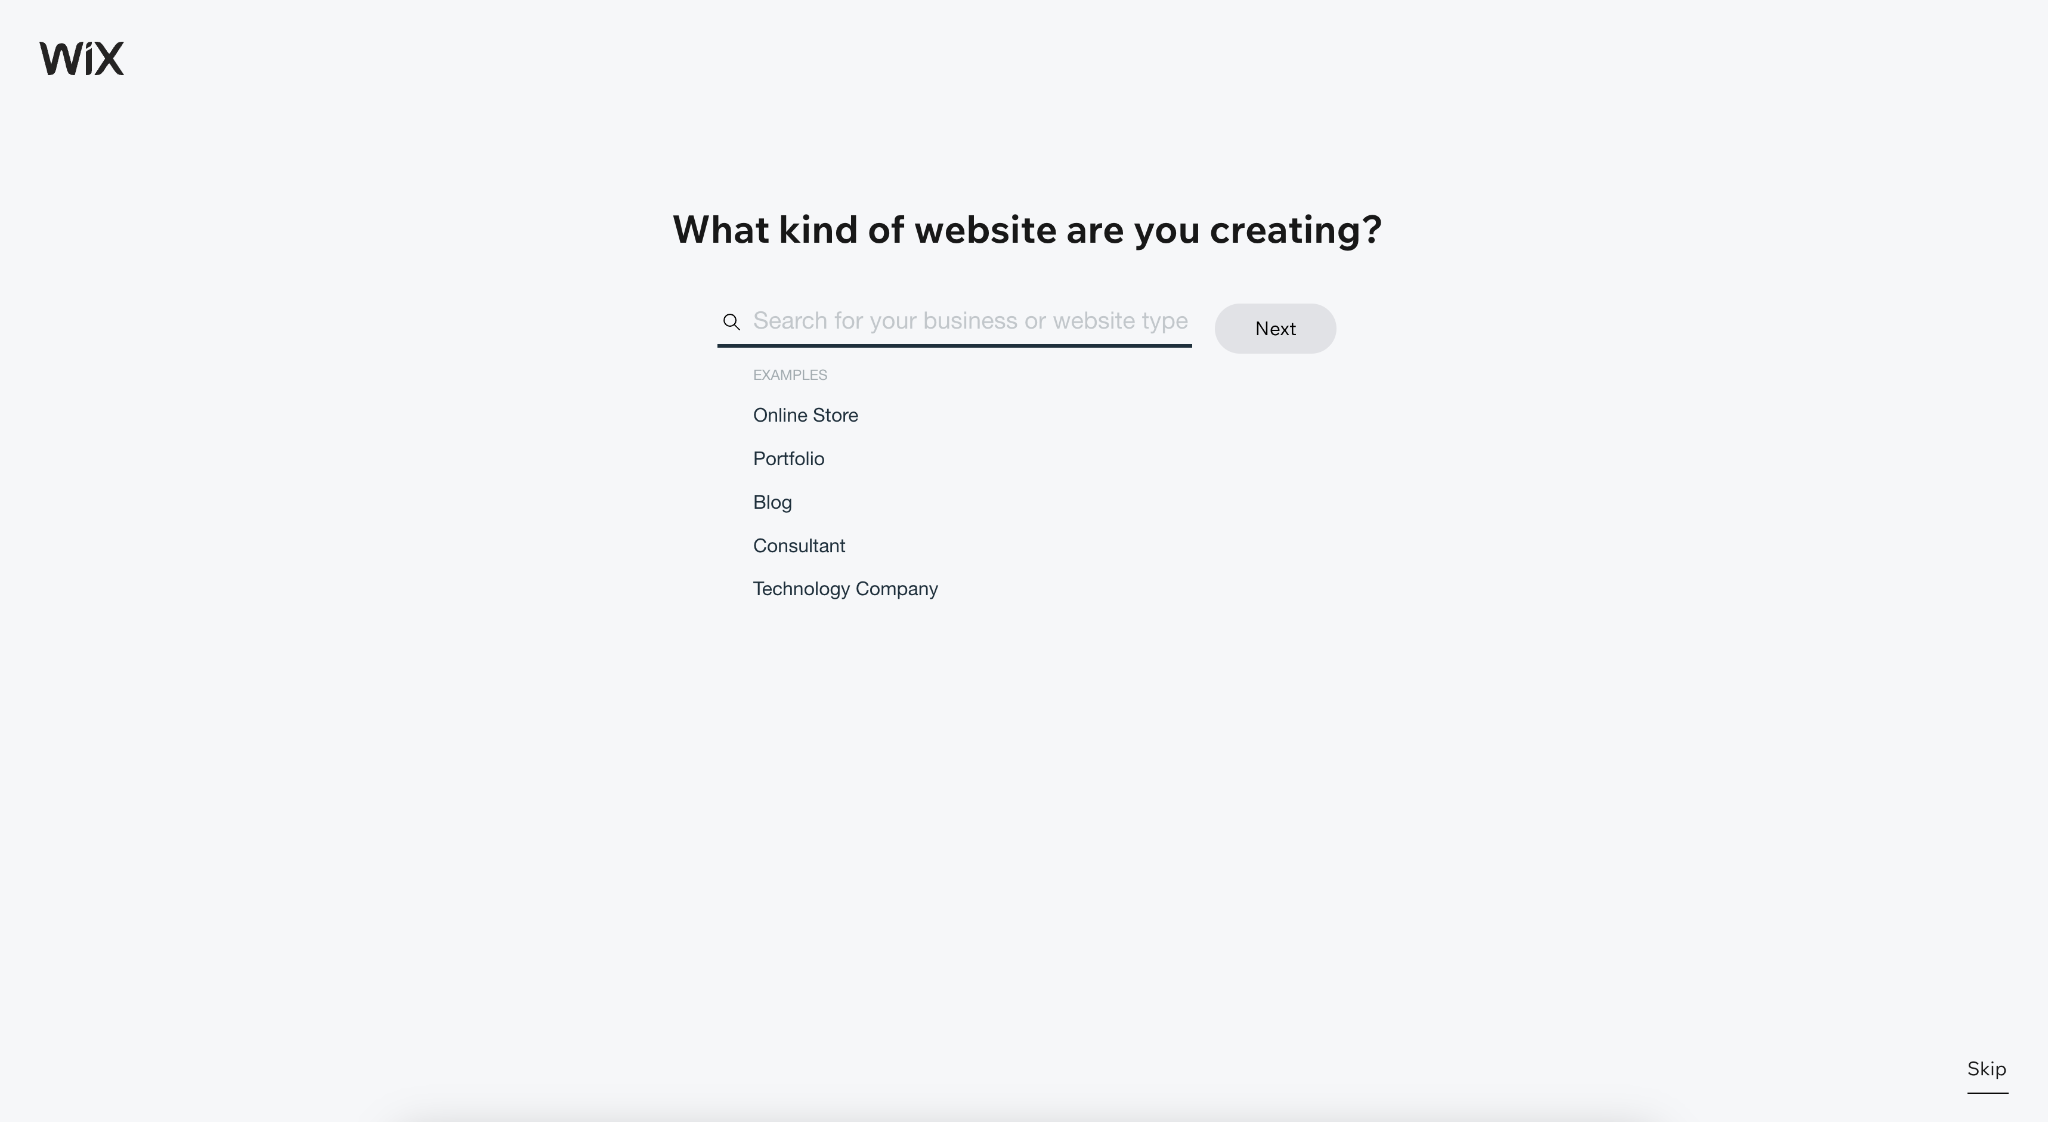 WiX
What kind of website are you creating?
Search for your business or website type
Next
EXAMPLES
Online Store
Portfolio
Blog
Consultant
Technology Company
Skip